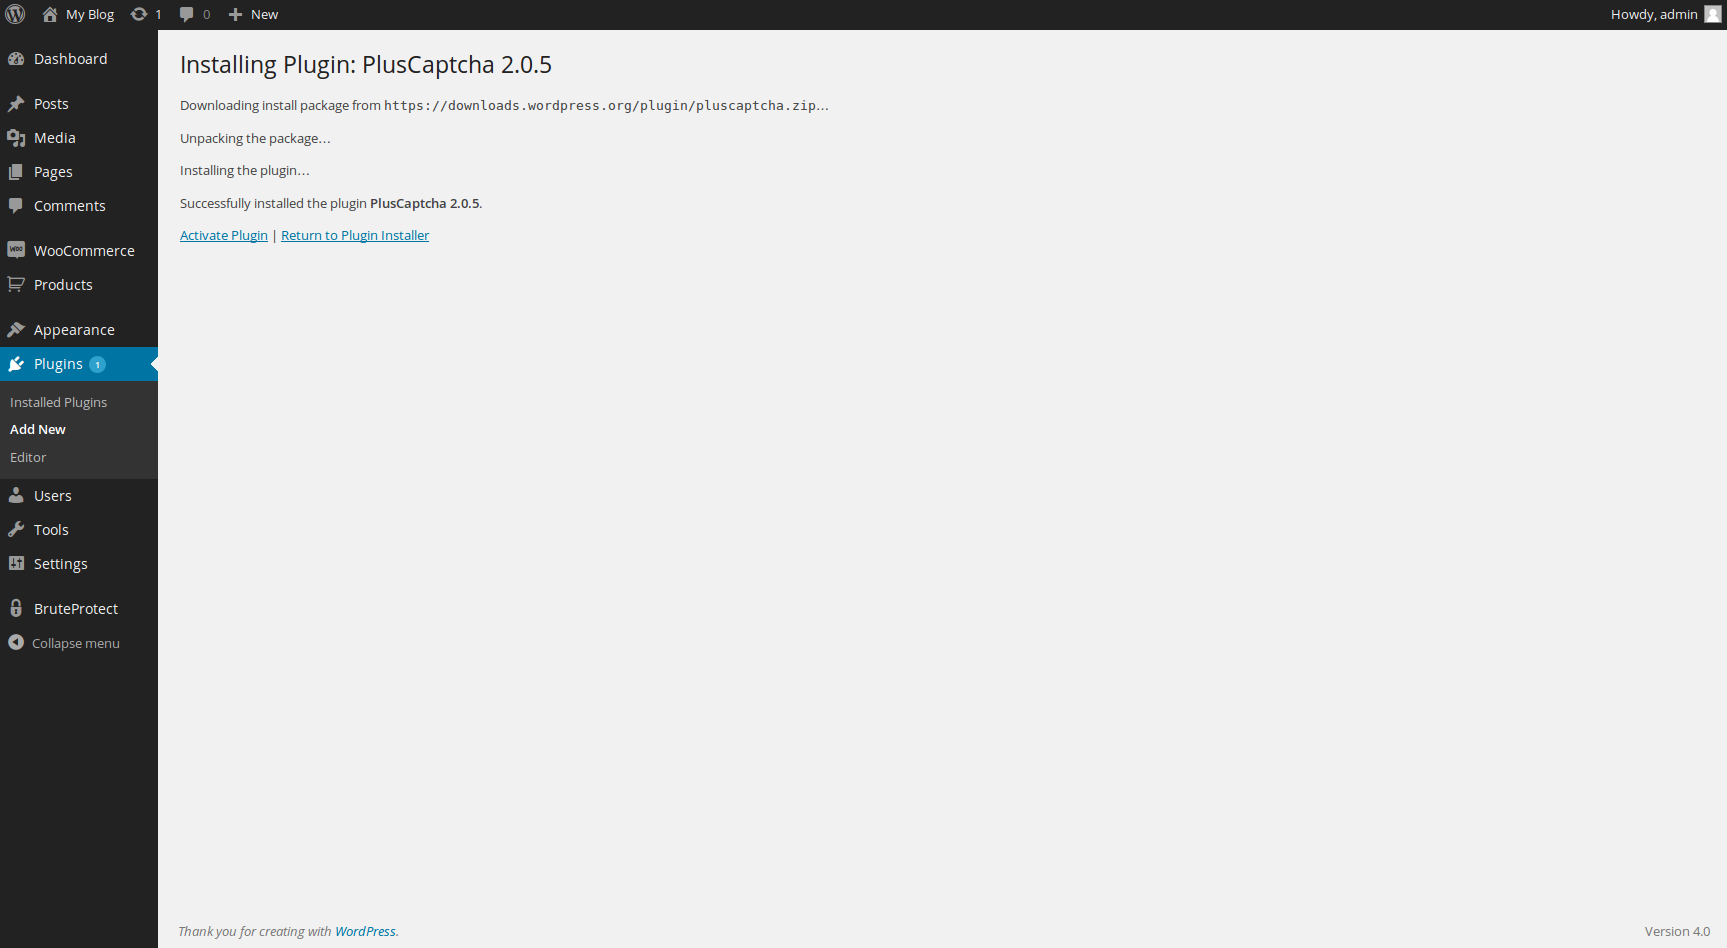 My Blog 1 0 New Howdy, admin
Dashboard
Posts
Media
Pages
Comments
WooCommerce
Products
Appearance
Plugins 1
Installed Plugins
Add New
Editor
Users
Tools
Settings
BruteProtect
Collapse menu
Installing Plugin: PlusCaptcha 2.0.5
Downloading install package from https://downloads.wordpress.org/plugin/pluscaptcha.zip…
Unpacking the package…
Installing the plugin…
Successfully installed the plugin PlusCaptcha 2.0.5.
Activate Plugin | Return to Plugin Installer
Thank you for creating with WordPress. Version 4.0